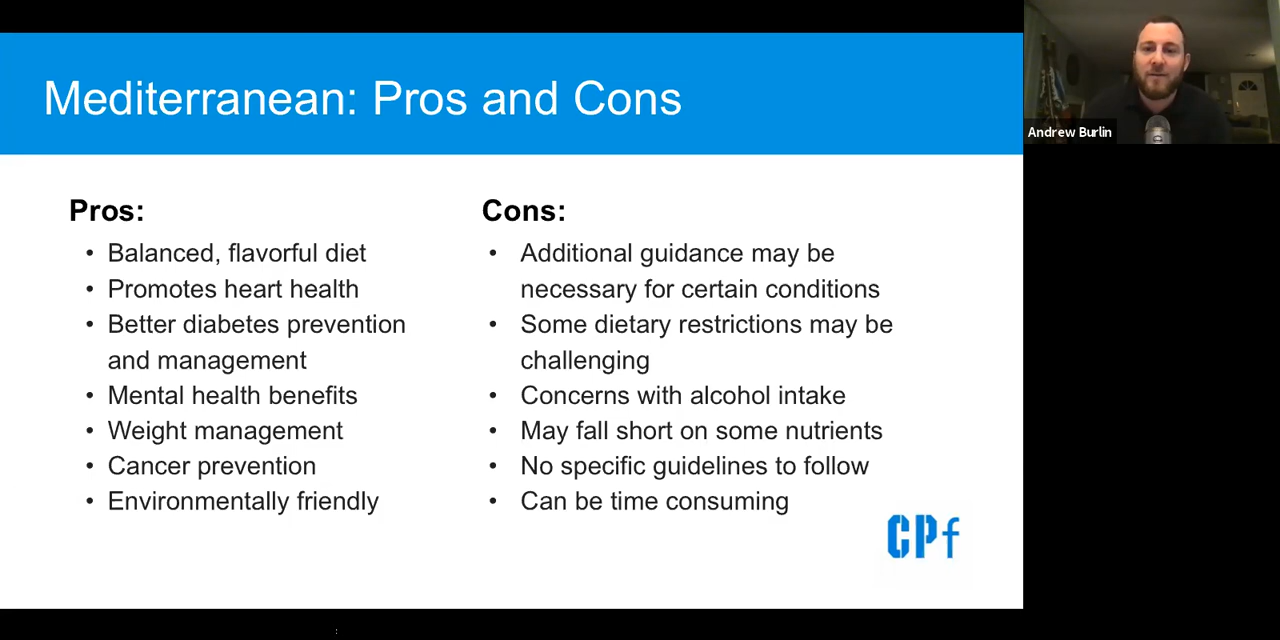 Mediterranean: Pros and Cons
Andrew Burlin
Pros:
• Balanced, flavorful diet
• Promotes heart health
• Better diabetes prevention
and management
• Mental health benefits
• Weight management
• Cancer prevention
• Environmentally friendly
Cons:
• Additional guidance may be
necessary for certain conditions
• Some dietary restrictions may be
challenging
• Concerns with alcohol intake
• May fall short on some nutrients
• No specific guidelines to follow
• Can be time consuming
CPf